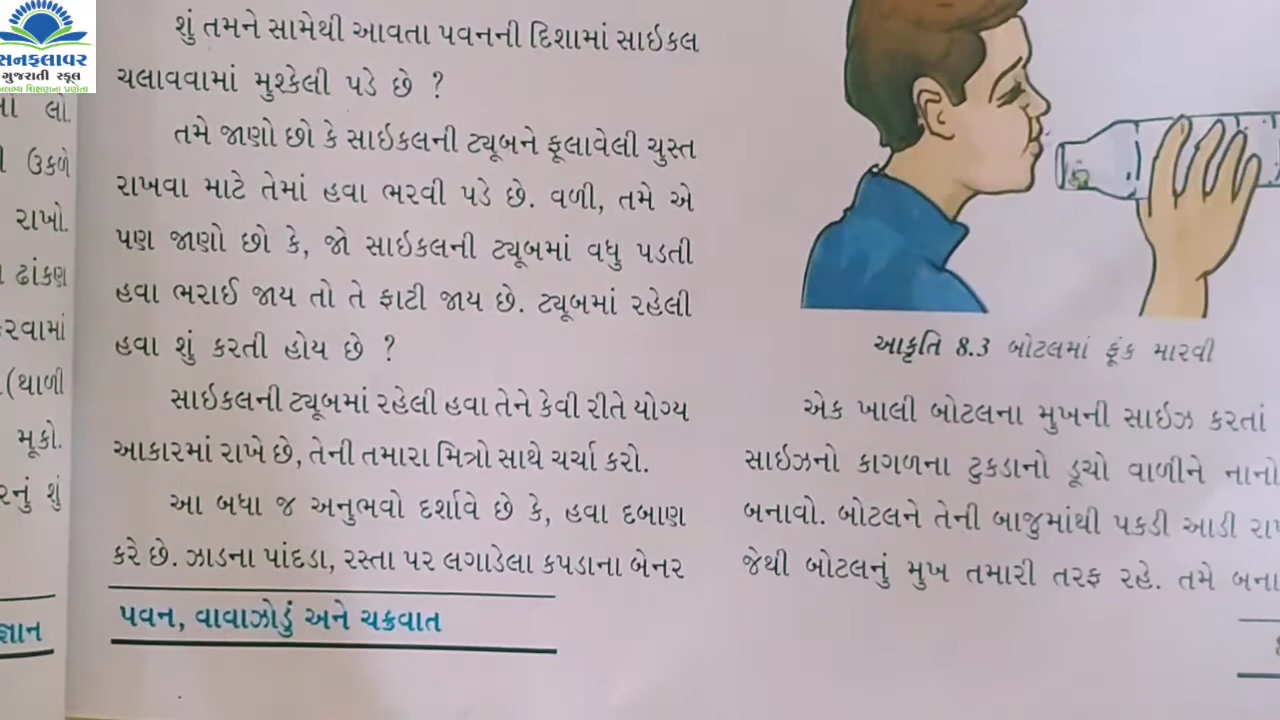 સનફલાવર
ગુજરાતી સ્કૂલ
લો.
ઉકળે
રાખો.
ઢાંકણ
(થાળી
મૂકો.
શું
શું તમને સામેથી આવતા પવનની દિશામાં સાઇકલ
ચલાવવામાં મુશ્કેલી પડે છે ?
તમે જાણો છો કે સાઇકલની ટ્યૂબને ફૂલાવેલી ચુસ્ત
રાખવા માટે તેમાં હવા ભરવી પડે છે. વળી, તમે એ
પણ જાણો છો કે, જો સાઇકલની ટ્યૂબમાં વધુ પડતી
હવા ભરાઈ જાય તો તે ફાટી જાય છે. ટ્યૂબમાં રહેલી
હવા શું કરતી હોય છે ?
સાઇકલની ટ્યૂબમાં રહેલી હવા તેને કેવી રીતે યોગ્ય
આકારમાં રાખે છે, તેની તમારા મિત્રો સાથે ચર્ચા કરો.
આ બધા જ અનુભવો દર્શાવે છે કે, હવા દબાણ
કરે છે. ઝાડના પાંદડા, રસ્તા પર લગાડેલા કપડાના બેનર
પવન, વાવાઝોડું અને ચક્રવાત
આકૃતિ 8.3 બોટલમાં ફૂંક મારવી
એક ખાલી બોટલના મુખની સાઇઝ કરતાં
સાઇઝનો કાગળના ટુકડાનો ડૂચો વાળીને નાનો
બનાવો. બોટલને તેની બાજુમાંથી પકડી આડી
જેથી બોટલનું મુખ તમારી તરફ રહે. તમે